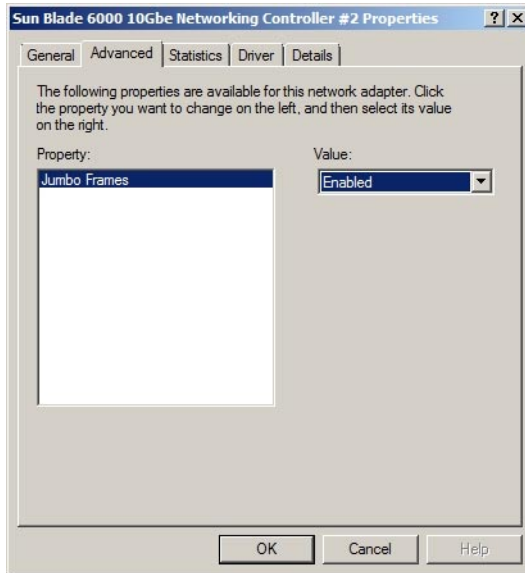 Sun Blade 6000 10Gbe Networking Controller #2 Properties
General Advanced Statistics Driver Details
The following properties are available for this network adapter. Click
the property you want to change on the left, and then select its value
on the right.
Property: Value:
Jumbo Frames Enabled
OK Cancel Help